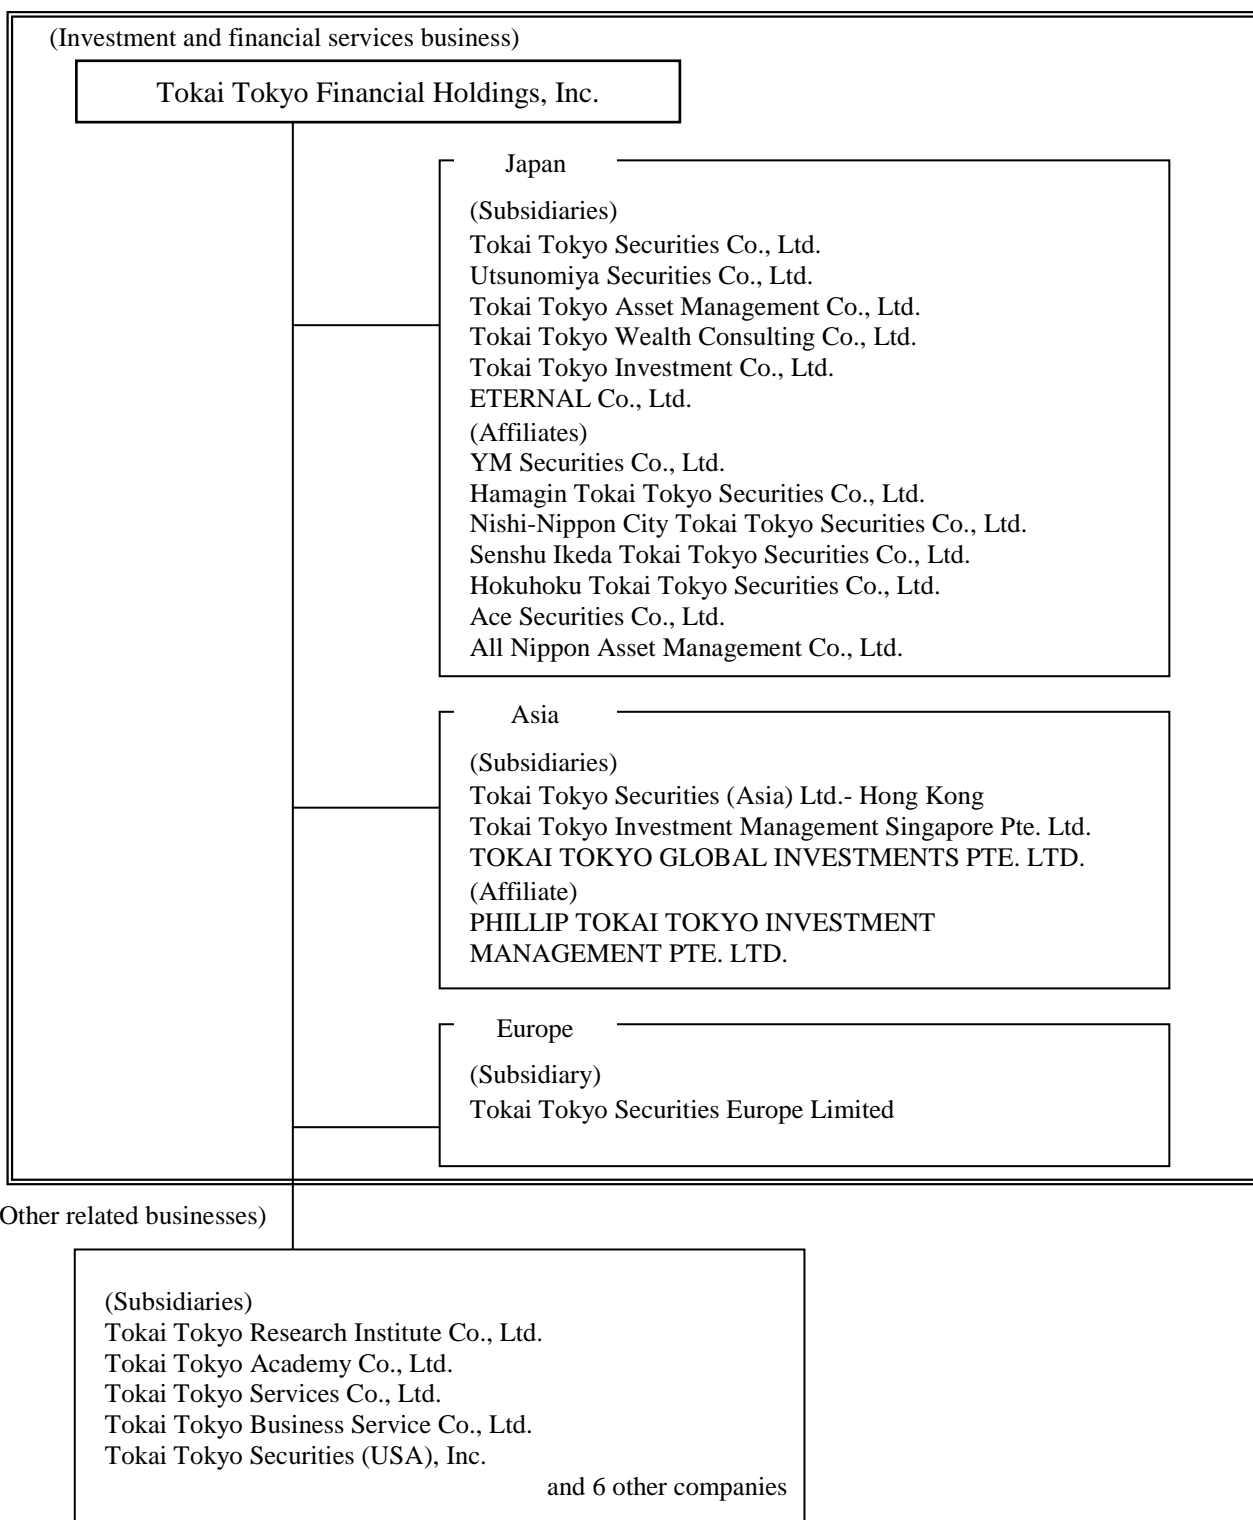 (Investment and financial services business)
Tokai Tokyo Financial Holdings, Inc.
Japan
(Subsidiaries)
Tokai Tokyo Securities Co., Ltd.
Utsunomiya Securities Co., Ltd.
Tokai Tokyo Asset Management Co., Ltd.
Tokai Tokyo Wealth Consulting Co., Ltd.
Tokai Tokyo Investment Co., Ltd.
ETERNAL Co., Ltd.
(Affiliates)
YM Securities Co., Ltd.
Hamagin Tokai Tokyo Securities Co., Ltd.
Nishi-Nippon City Tokai Tokyo Securities Co., Ltd.
Senshu Ikeda Tokai Tokyo Securities Co., Ltd.
Hokuhoku Tokai Tokyo Securities Co., Ltd.
Ace Securities Co., Ltd.
All Nippon Asset Management Co., Ltd.
Asia
(Subsidiaries)
Tokai Tokyo Securities (Asia) Ltd.- Hong Kong
Tokai Tokyo Investment Management Singapore Pte. Ltd.
TOKAI TOKYO GLOBAL INVESTMENTS PTE. LTD.
(Affiliate)
PHILLIP TOKAI TOKYO INVESTMENT
MANAGEMENT PTE. LTD.
Europe
(Subsidiary)
Tokai Tokyo Securities Europe Limited
Other related businesses)
(Subsidiaries)
Tokai Tokyo Research Institute Co., Ltd.
Tokai Tokyo Academy Co., Ltd.
Tokai Tokyo Services Co., Ltd.
Tokai Tokyo Business Service Co., Ltd.
Tokai Tokyo Securities (USA), Inc.
and 6 other companies